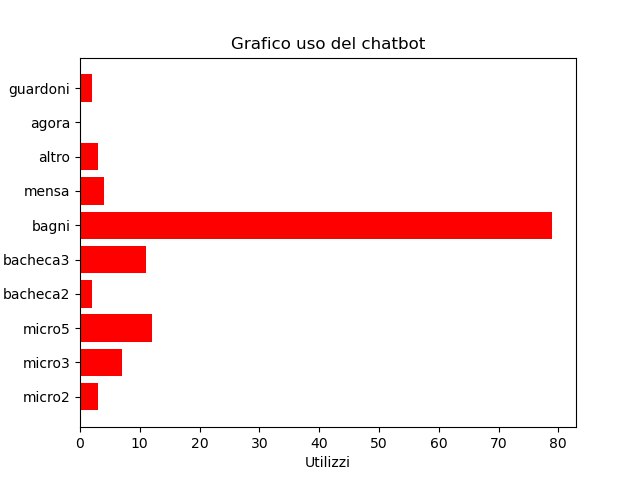 Grafico uso del chatbot
guardoni
agora
altro
mensa
bagni
bacheca3
bacheca2
micro5
micro3
micro2
0 10 20 30 40 50 60 70 80
Utilizzi